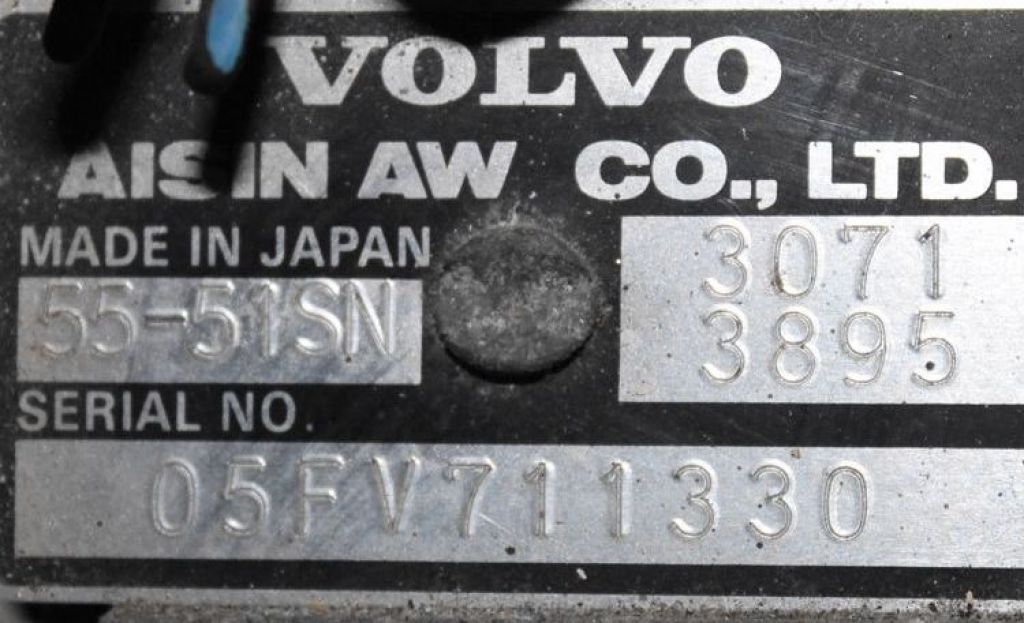 VOLVO
AISIN AW CO., LTD.
MADE IN JAPAN
55-51SN
3071
3895
SERIAL NO.
05FV711330